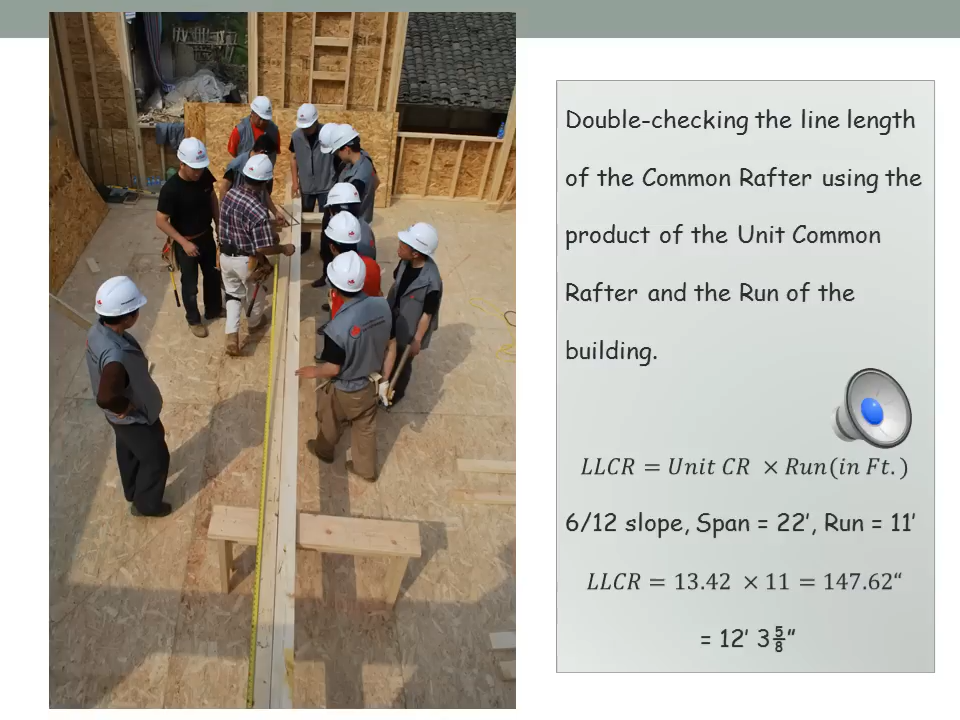 Double-checking the line length
of the Common Rafter using the
product of the Unit Common
Rafter and the Run of the
building.
LLCR = Unit CR × Run(in Ft.)
6/12 slope, Span = 22’, Run = 11’
LLCR = 13.42 × 11 = 147.62“
= 12’ 3⅝”